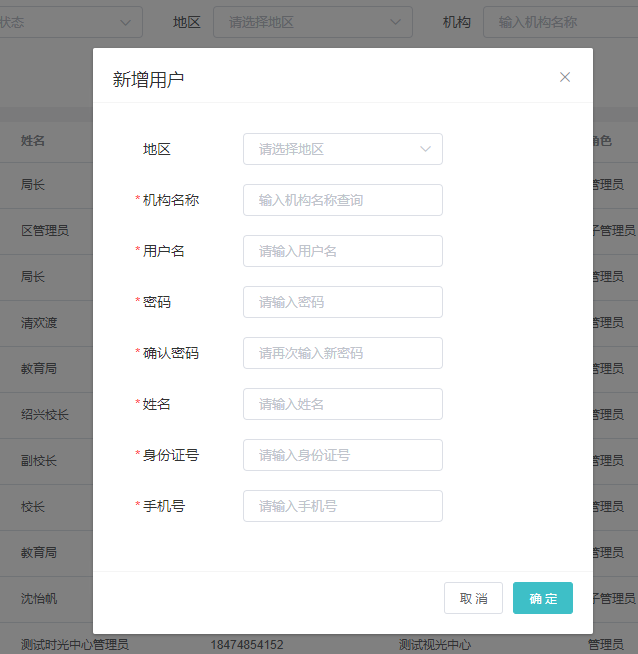 状态
地区 请选择地区
机构 输入机构名称
新增用户
地区 请选择地区
*机构名称 输入机构名称查询
*用户名 请输入用户名
*密码 请输入密码
*确认密码 请再次输入新密码
*姓名 请输入姓名
*身份证号 请输入身份证号
*手机号 请输入手机号
取消 确定
姓名
局长
区管理员
局长
清欢渡
教育局
绍兴校长
副校长
校长
教育局
沈怡帆
测试时光中心管理员 18474854152 测试视光中心 管理员
角色
管理员
子管理员
管理员
管理员
管理员
管理员
管理员
管理员
管理员
子管理员